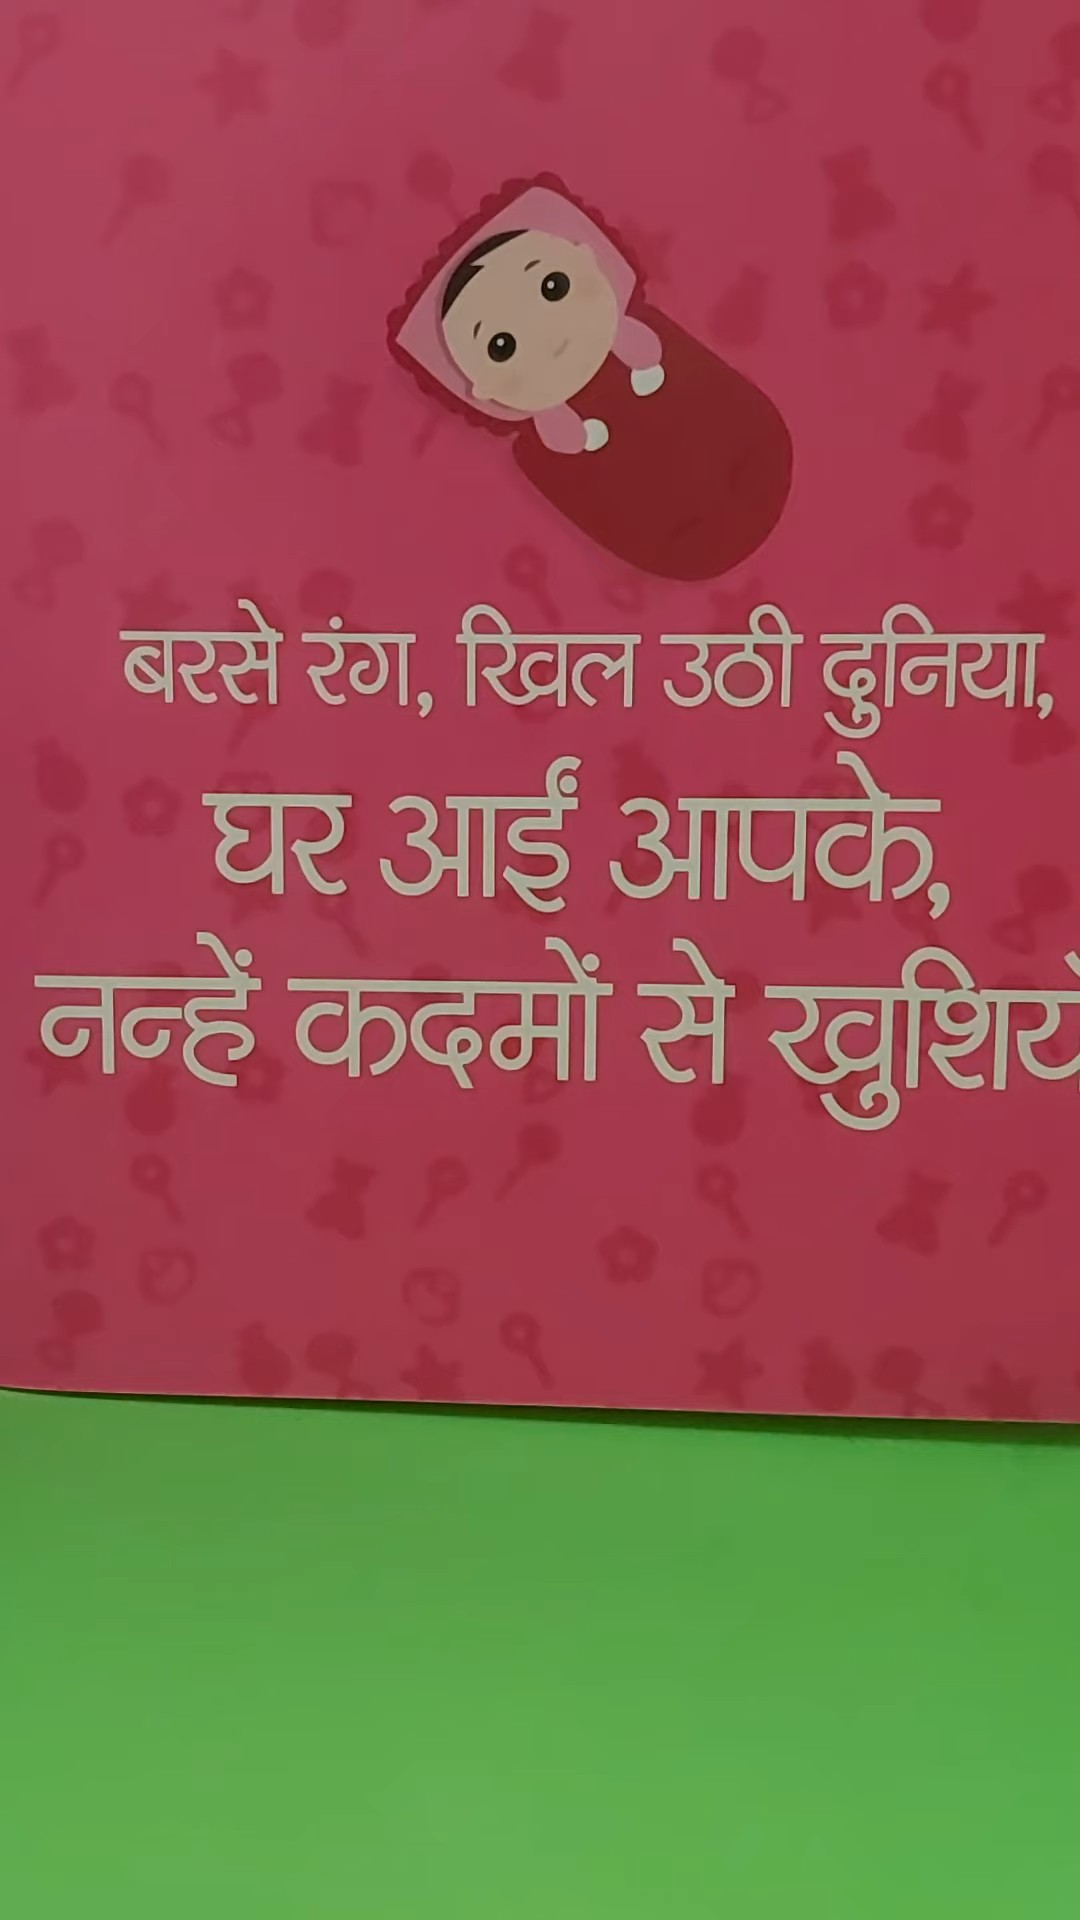 बरसे रंग, खिल उठी दुनिया,
घर आईं आपके,
नन्हें कदमों से